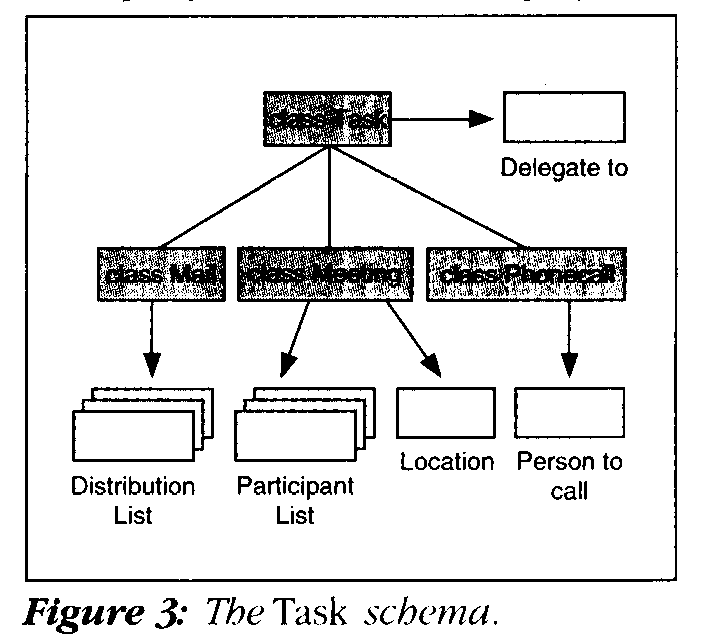 class Task
Delegate to
class Mail class Meeting class Phonecall
Distribution List
Participant List
Location
Person to call
Figure 3: The Task schema.